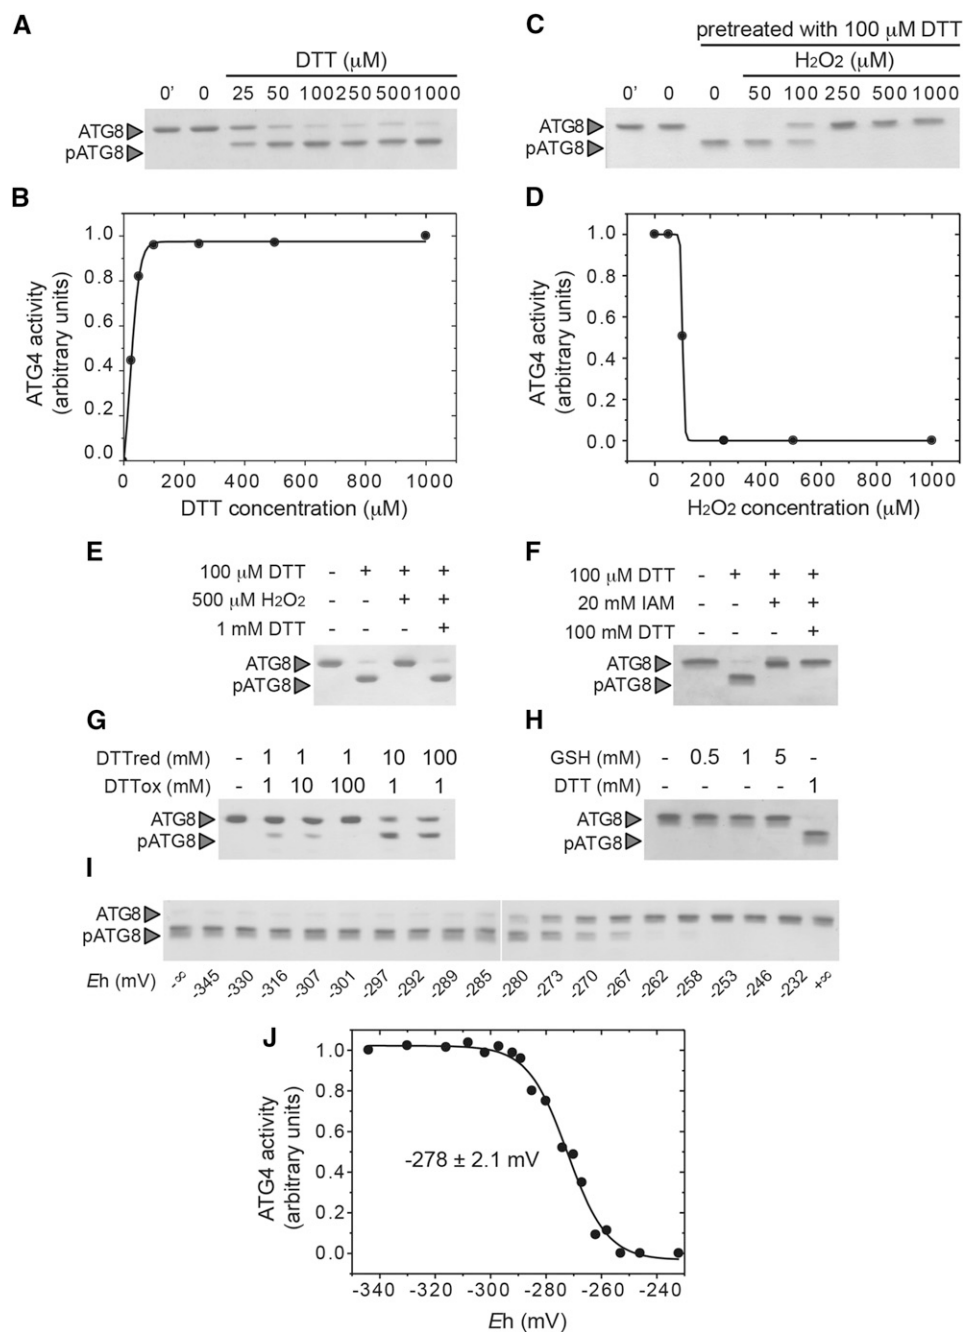 A
DTT (μM)
0' 0 25 50 100 250 500 1000
ATG8
pATG8
C
pretreated with 100 μM DTT
H2O2 (μM)
0' 0 0 50 100 250 500 1000
ATG8
pATG8
B
ATG4 activity
(arbitrary units)
1.0
0.8
0.6
0.4
0.2
0.0
0 200 400 600 800 1000
DTT concentration (μM)
D
ATG4 activity
(arbitrary units)
1.0
0.8
0.6
0.4
0.2
0.0
0 200 400 600 800 1000
H2O2 concentration (μM)
E
100 μM DTT - + + +
500 μM H2O2 - - + +
1 mM DTT - - - +
ATG8
pATG8
F
100 μM DTT - + + +
20 mM IAM - - + +
100 mM DTT - - - +
ATG8
pATG8
G
DTTred (mM) - 1 1 1 10 100
DTTox (mM) - 1 10 100 1 1
ATG8
pATG8
H
GSH (mM) - 0.5 1 5 -
DTT (mM) - - - - 1
ATG8
pATG8
I
ATG8
pATG8
Eh (mV) -∞ -345 -330 -316 -307 -301 -297 -292 -289 -285 -280 -273 -270 -267 -262 -258 -253 -246 -232 +∞
J
ATG4 activity
(arbitrary units)
1.0
0.8
0.6
0.4
0.2
0.0
-278 ± 2.1 mV
-340 -320 -300 -280 -260 -240
Eh (mV)